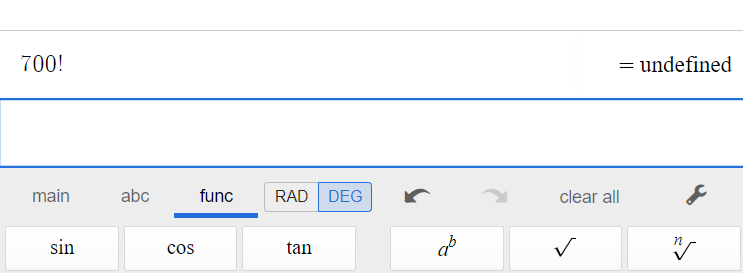 700! = undefined
main abc func RAD DEG clear all
sin cos tan a^b √ ⁿ√